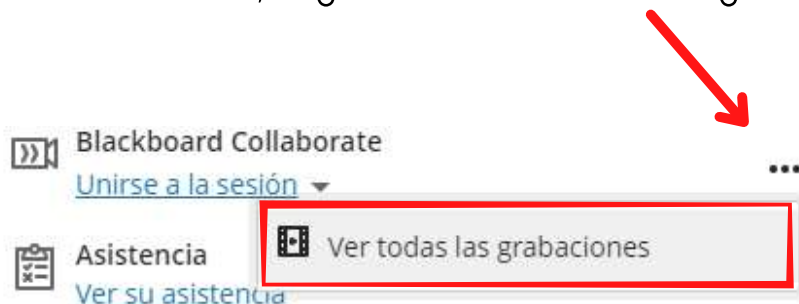 Blackboard Collaborate
Unirse a la sesión
Ver todas las grabaciones
Asistencia
Ver su asistencia